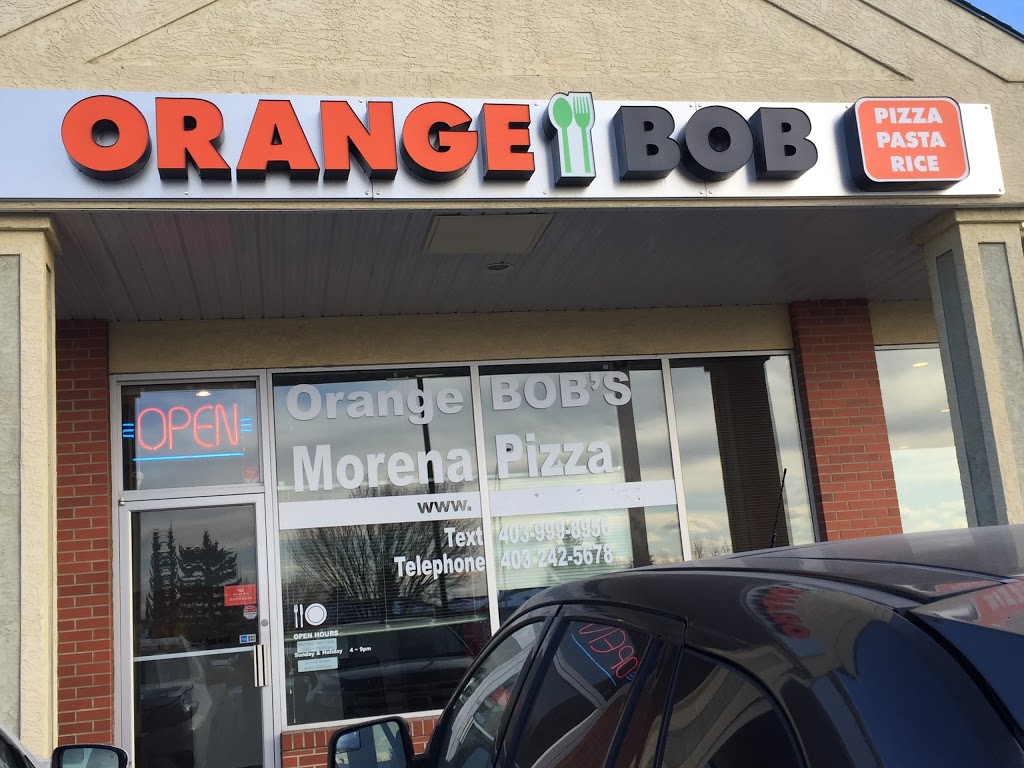 ORANGE BOB
PIZZA
PASTA
RICE
OPEN
Orange BOB'S
Morena Pizza
www.
Text 403-999-8956
Telephone 403-242-5678
OPEN HOURS
Sunday & Holiday 4 - 9pm